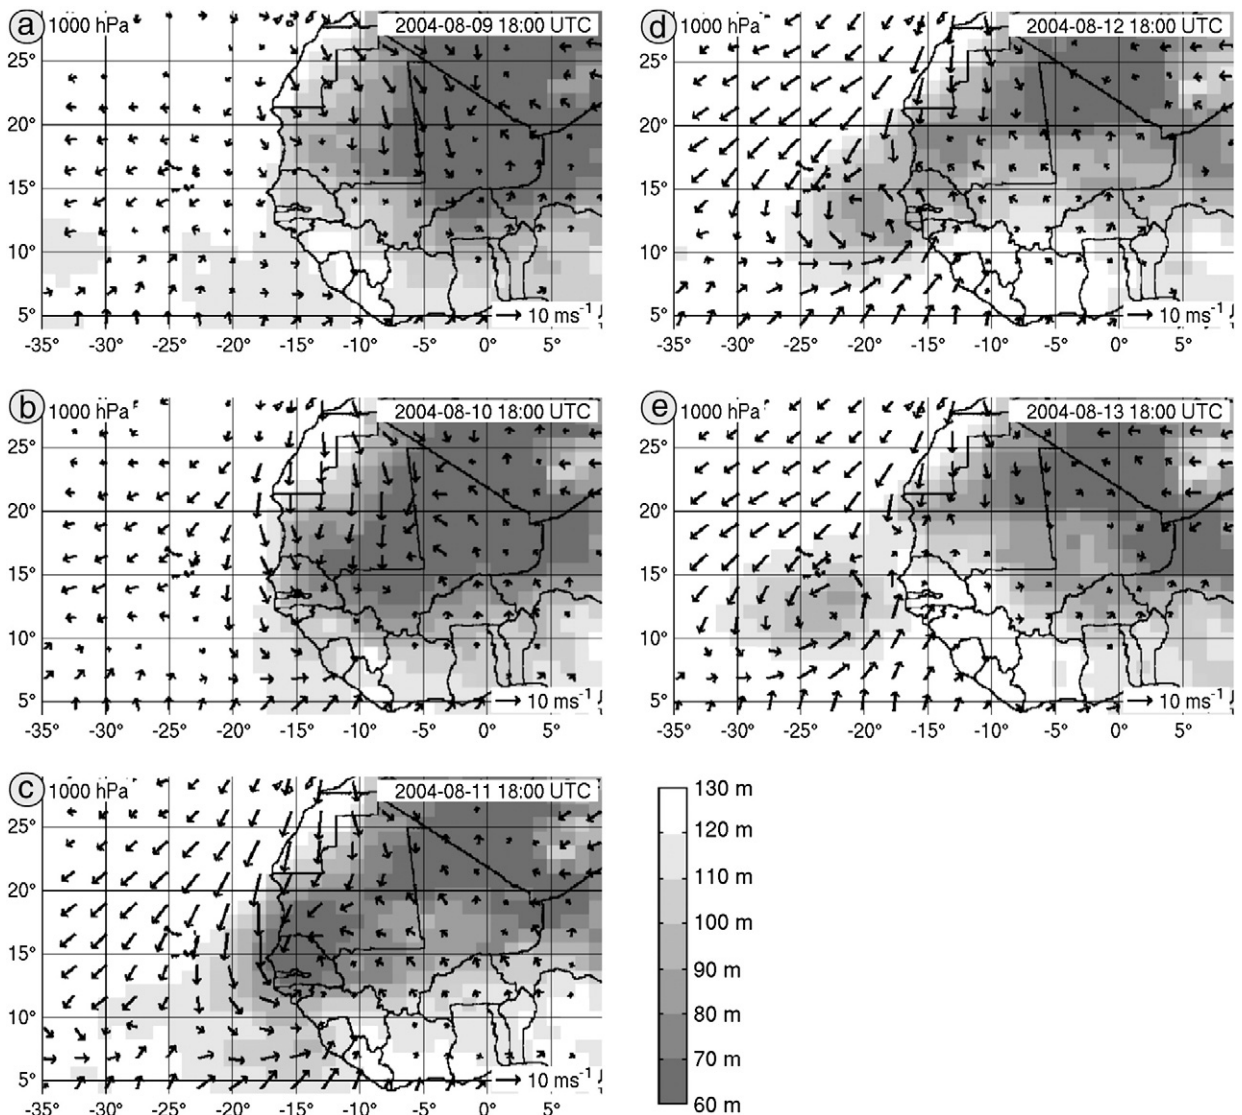 a 1000 hPa 2004-08-09 18:00 UTC
25°
20°
15°
10°
5°
10 ms-1
-35° -30° -25° -20° -15° -10° -5° 0° 5°
b 1000 hPa 2004-08-10 18:00 UTC
25°
20°
15°
10°
5°
10 ms-1
-35° -30° -25° -20° -15° -10° -5° 0° 5°
c 1000 hPa 2004-08-11 18:00 UTC
25°
20°
15°
10°
5°
10 ms-1
-35° -30° -25° -20° -15° -10° -5° 0° 5°
d 1000 hPa 2004-08-12 18:00 UTC
25°
20°
15°
10°
5°
10 ms-1
-35° -30° -25° -20° -15° -10° -5° 0° 5°
e 1000 hPa 2004-08-13 18:00 UTC
25°
20°
15°
10°
5°
10 ms-1
-35° -30° -25° -20° -15° -10° -5° 0° 5°
130 m
120 m
110 m
100 m
90 m
80 m
70 m
60 m